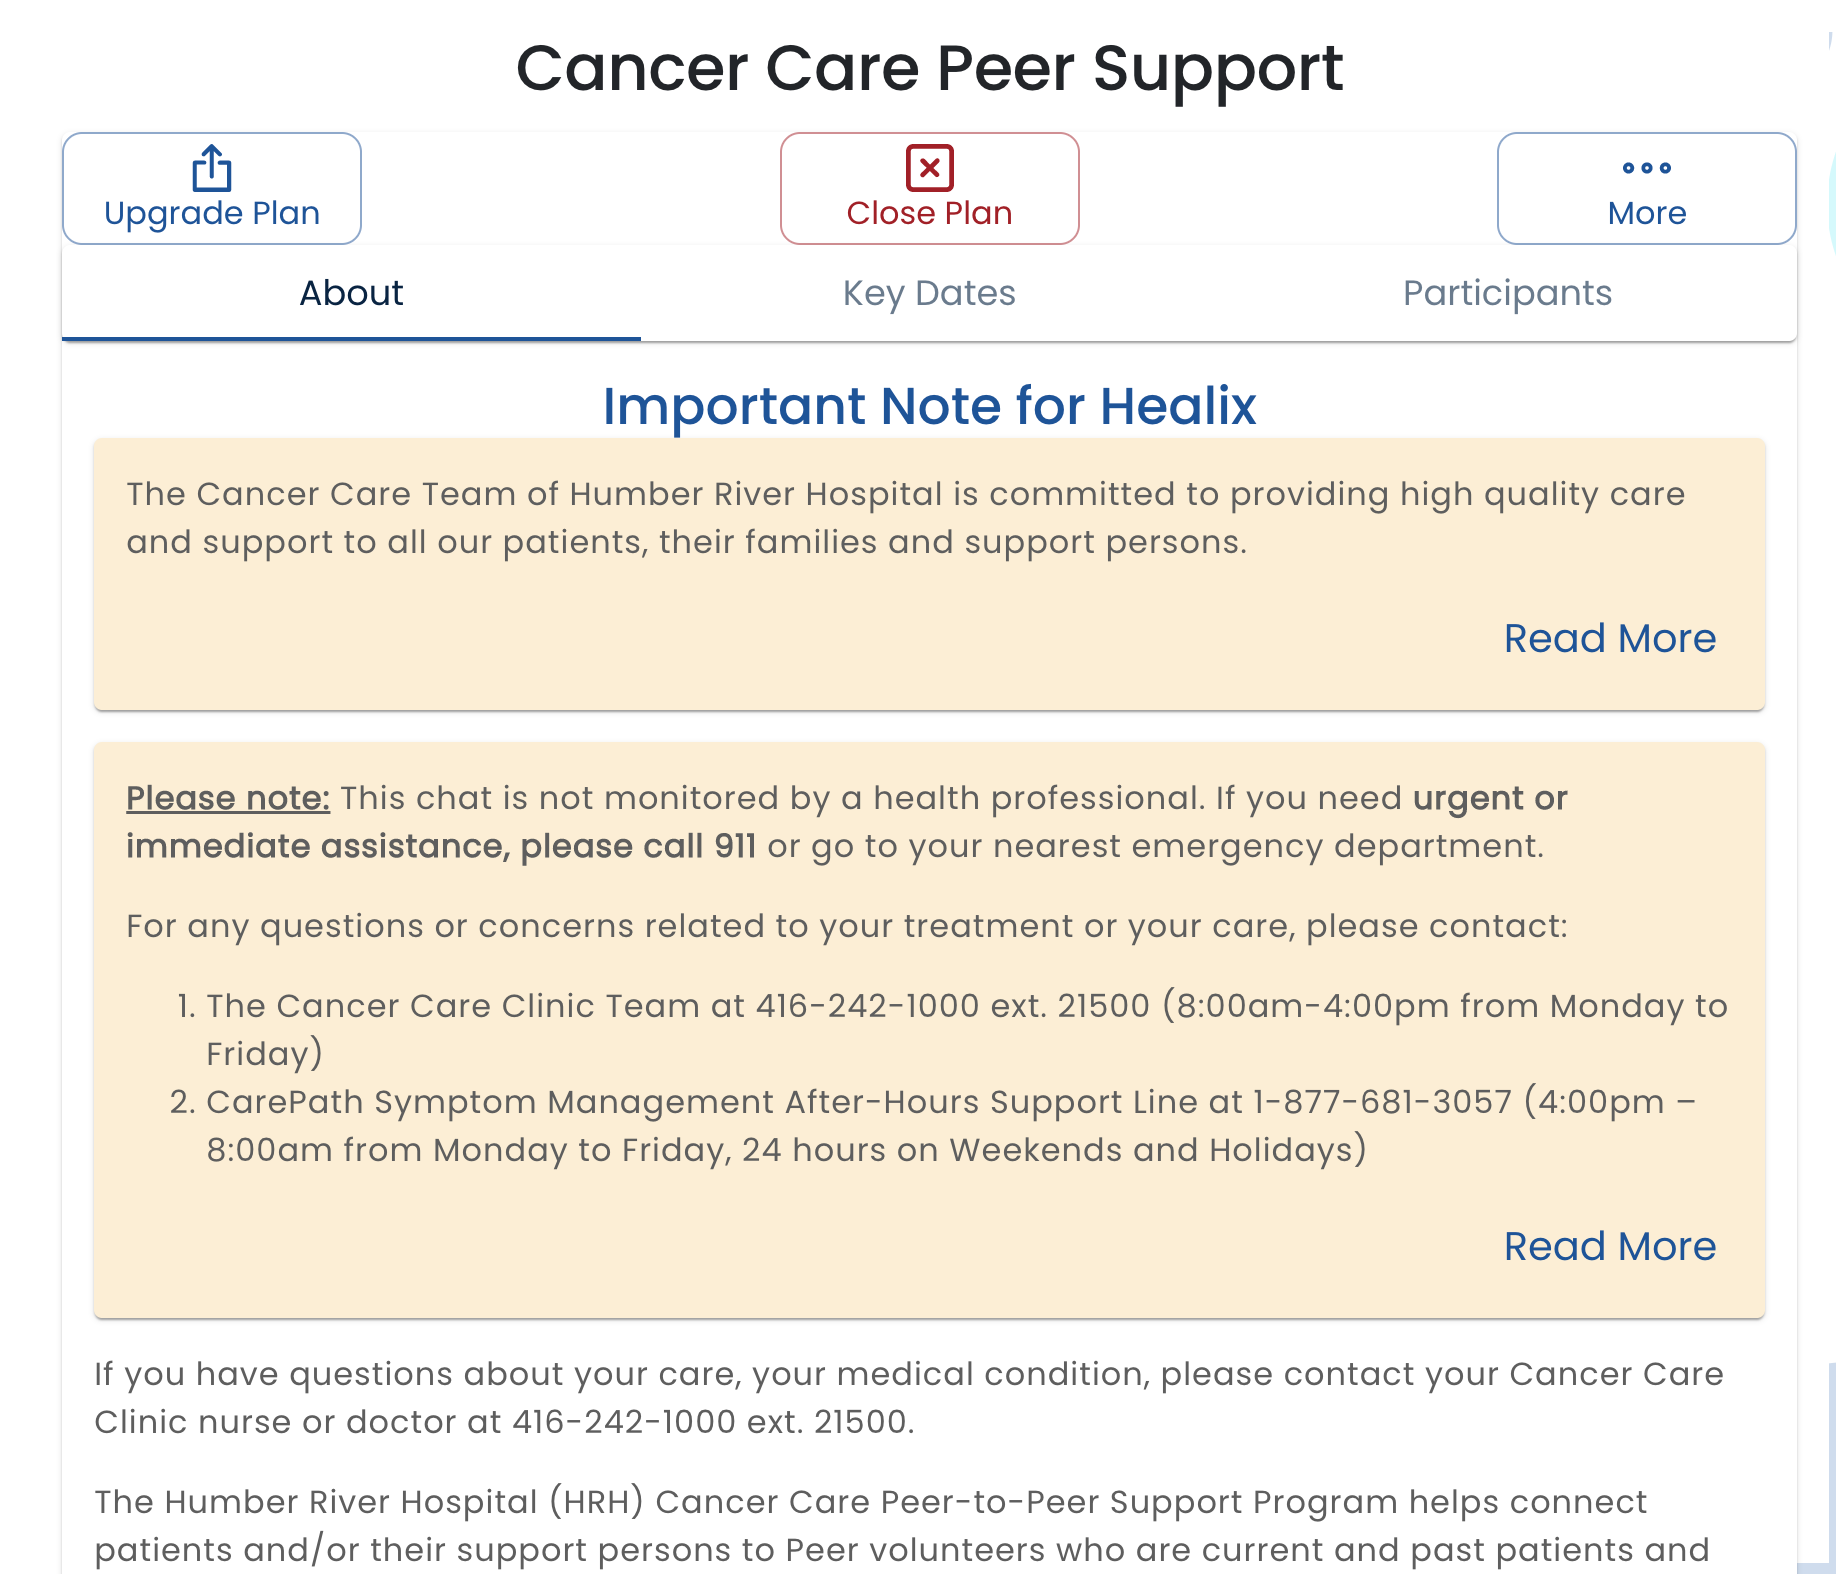 Cancer Care Peer Support
Upgrade Plan
Close Plan
More
About
Key Dates
Participants
Important Note for Healix
The Cancer Care Team of Humber River Hospital is committed to providing high quality care
and support to all our patients, their families and support persons.
Read More
Please note: This chat is not monitored by a health professional. If you need urgent or
immediate assistance, please call 911 or go to your nearest emergency department.
For any questions or concerns related to your treatment or your care, please contact:
1. The Cancer Care Clinic Team at 416-242-1000 ext. 21500 (8:00am-4:00pm from Monday to
Friday)
2. CarePath Symptom Management After-Hours Support Line at 1-877-681-3057 (4:00pm –
8:00am from Monday to Friday, 24 hours on Weekends and Holidays)
Read More
If you have questions about your care, your medical condition, please contact your Cancer Care
Clinic nurse or doctor at 416-242-1000 ext. 21500.
The Humber River Hospital (HRH) Cancer Care Peer-to-Peer Support Program helps connect
patients and/or their support persons to Peer volunteers who are current and past patients and